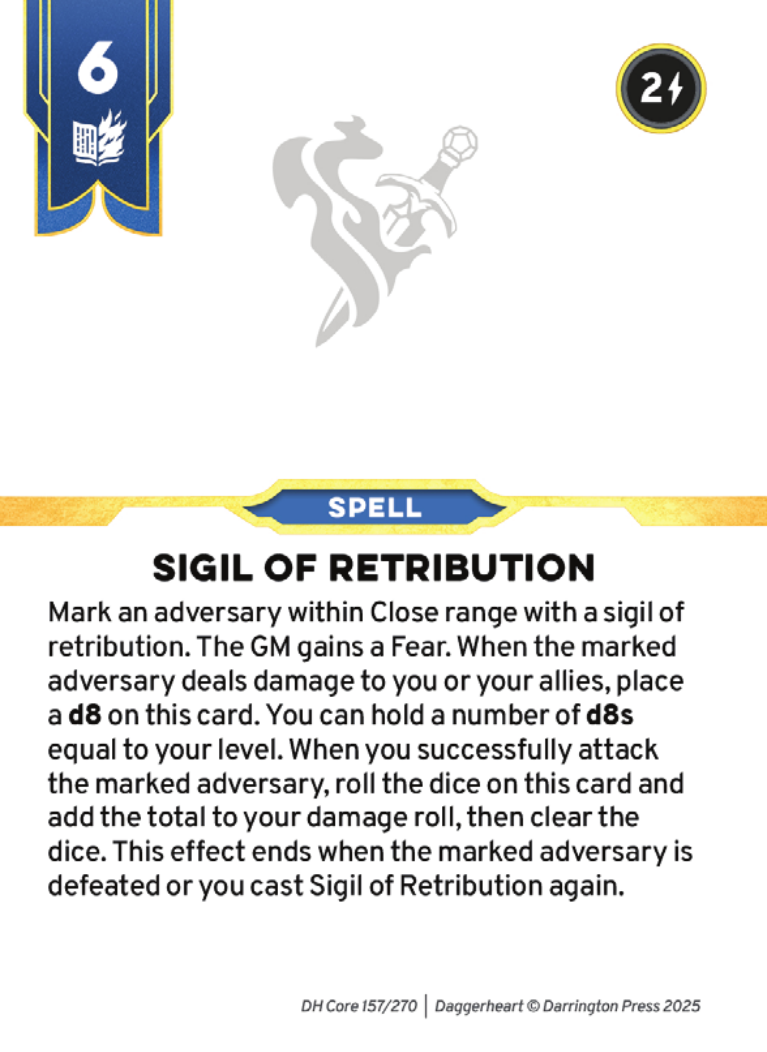 6
2
SPELL
SIGIL OF RETRIBUTION
Mark an adversary within Close range with a sigil of
retribution. The GM gains a Fear. When the marked
adversary deals damage to you or your allies, place
a d8 on this card. You can hold a number of d8s
equal to your level. When you successfully attack
the marked adversary, roll the dice on this card and
add the total to your damage roll, then clear the
dice. This effect ends when the marked adversary is
defeated or you cast Sigil of Retribution again.
DH Core 157/270 | Daggerheart © Darrington Press 2025